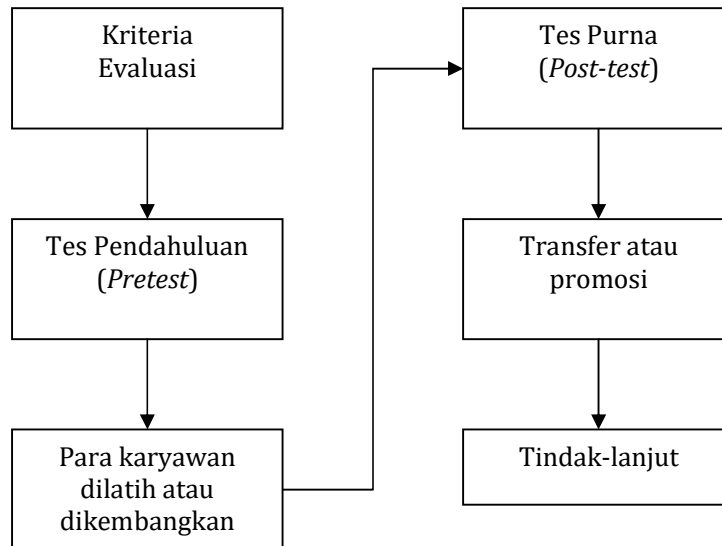 Kriteria
Evaluasi
Tes Pendahuluan
(Pretest)
Para karyawan
dilatih atau
dikembangkan
Tes Purna
(Post-test)
Transfer atau
promosi
Tindak-lanjut